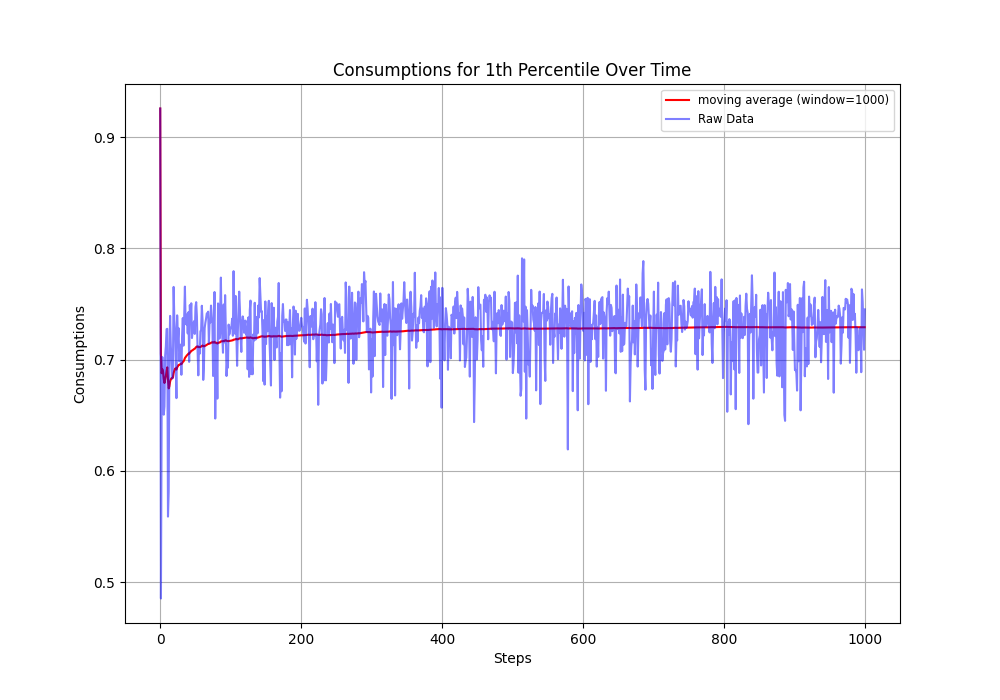 Consumptions for 1th Percentile Over Time
moving average (window=1000)
Raw Data
0.9
0.8
0.7
0.6
0.5
Consumptions
0
200
400
600
800
1000
Steps